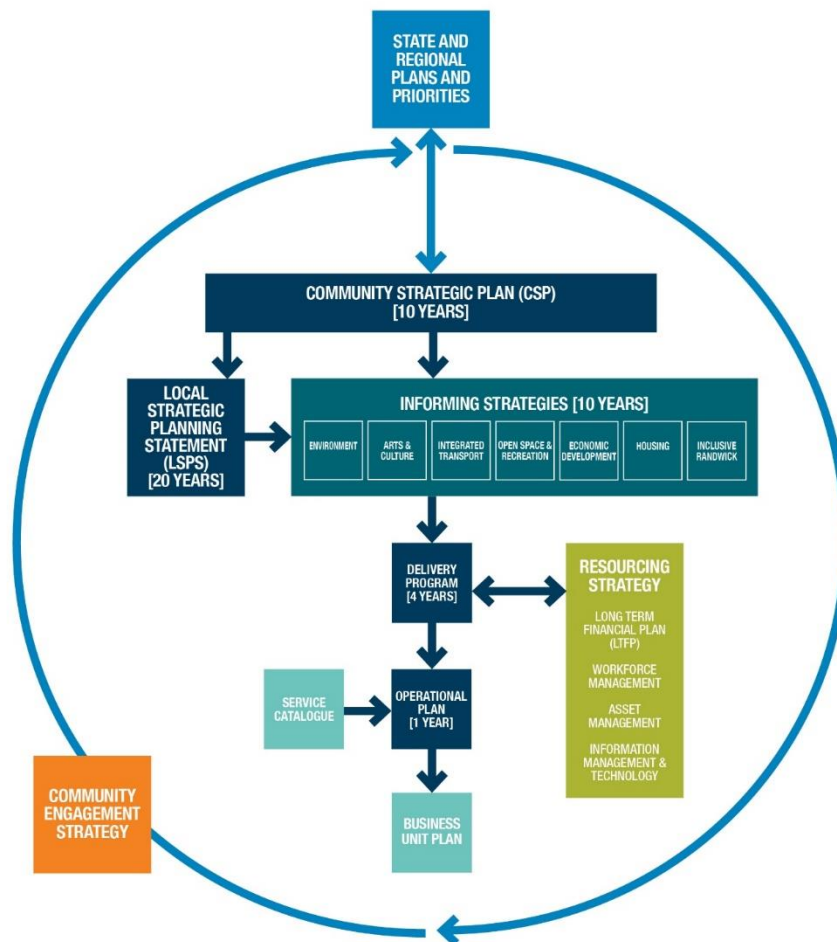 STATE AND
REGIONAL
PLANS AND
PRIORITIES
COMMUNITY STRATEGIC PLAN (CSP)
[10 YEARS]
LOCAL
STRATEGIC
PLANNING
STATEMENT
(LSPS)
[20 YEARS]
INFORMING STRATEGIES [10 YEARS]
ENVIRONMENT
ARTS &
CULTURE
INTEGRATED
TRANSPORT
OPEN SPACE &
RECREATION
ECONOMIC
DEVELOPMENT
HOUSING
INCLUSIVE
RANDWICK
DELIVERY
PROGRAM
[4 YEARS]
RESOURCING
STRATEGY
LONG TERM
FINANCIAL PLAN
(LTFP)
WORKFORCE
MANAGEMENT
ASSET
MANAGEMENT
INFORMATION
MANAGEMENT &
TECHNOLOGY
SERVICE
CATALOGUE
OPERATIONAL
PLAN
[1 YEAR]
COMMUNITY
ENGAGEMENT
STRATEGY
BUSINESS
UNIT PLAN